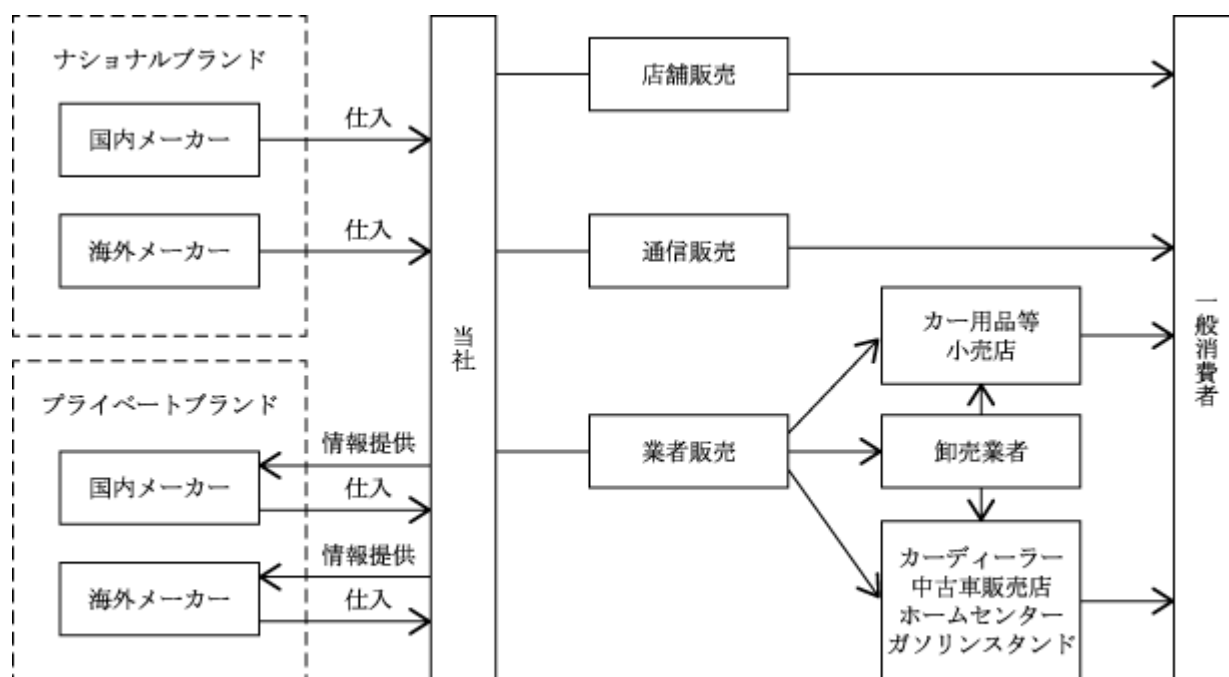 ナショナルブランド
国内メーカー
仕入
海外メーカー
仕入
プライベートブランド
国内メーカー
情報提供
仕入
海外メーカー
情報提供
仕入
当社
店舗販売
通信販売
業者販売
カー用品等
小売店
卸売業者
カーディーラー
中古車販売店
ホームセンター
ガソリンスタンド
一般消費者